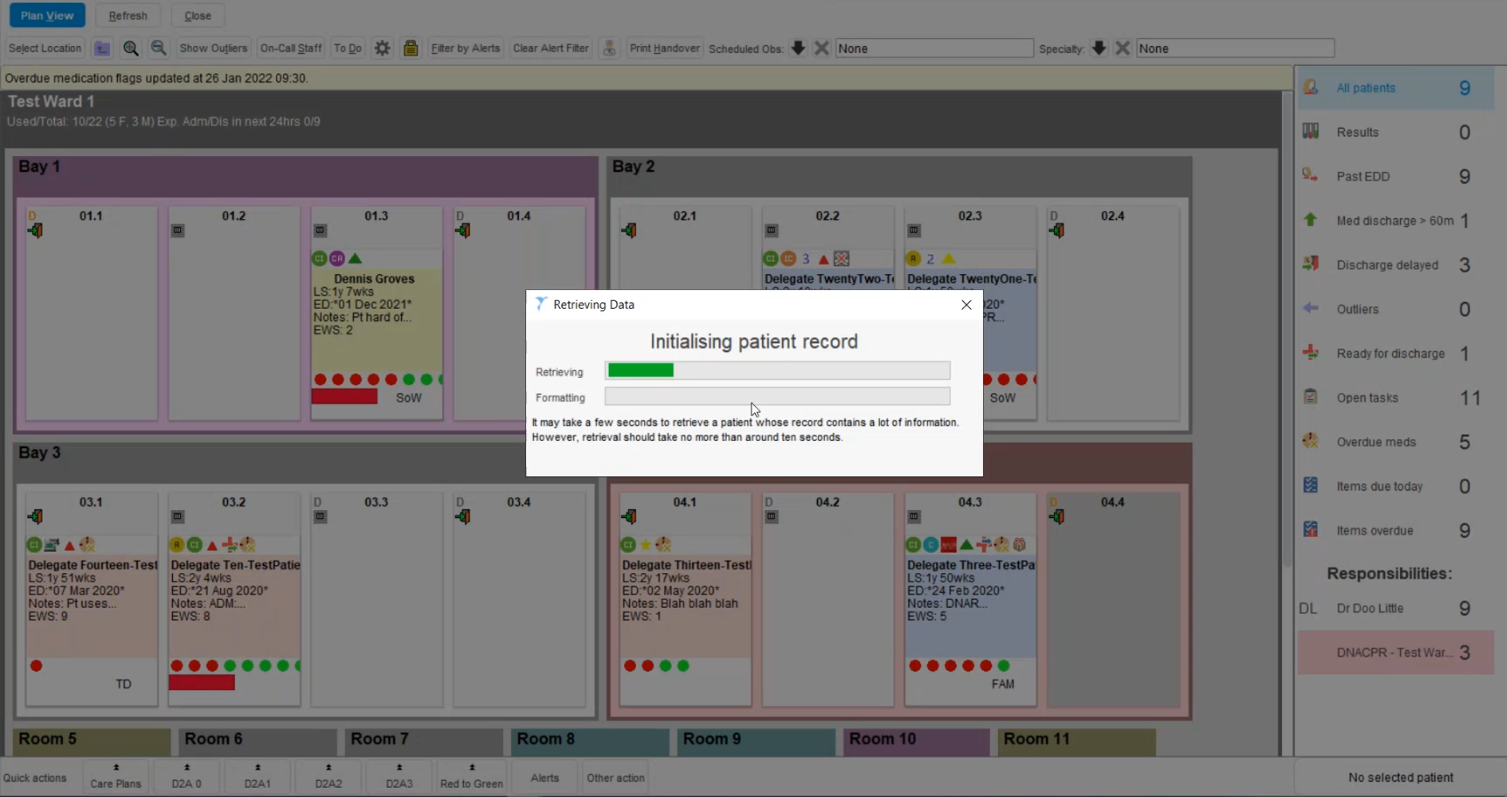 Plan View Refresh Close
Select Location Show Outliers On-Call Staff To Do Filter by Alerts Clear Alert Filter Print Handover Scheduled Obs: None Specialty: None
Overdue medication flags updated at 26 Jan 2022 09:30.
Test Ward 1
Used/Total: 10/22 (5 F, 3 M) Exp. Adm/Dis in next 24hrs 0/9
Bay 1
D 01.1
01.2
01.3
CI CR
Dennis Groves
LS:1y 7wks
ED:*01 Dec 2021*
Notes: Pt hard of...
EWS: 2
SoW
D 01.4
Bay 2
02.1
02.2
CI IC 3
Delegate TwentyTwo-Te
02.3
R 2
Delegate TwentyOne-Te
20*
PR...
SoW
D 02.4
Retrieving Data
Initialising patient record
Retrieving
Formatting
It may take a few seconds to retrieve a patient whose record contains a lot of information.
However, retrieval should take no more than around ten seconds.
Bay 3
03.1
CI
Delegate Fourteen-Test
LS:1y 51wks
ED:*07 Mar 2020*
Notes: Pt uses...
EWS: 9
TD
03.2
R CI
Delegate Ten-TestPatie
LS:2y 4wks
ED:*21 Aug 2020*
Notes: ADM:...
EWS: 8
D 03.3
D 03.4
04.1
CI
Delegate Thirteen-Testl
LS:2y 17wks
ED:*02 May 2020*
Notes: Blah blah blah
EWS: 1
D 04.2
04.3
CI C
Delegate Three-TestPa
LS:1y 50wks
ED:*24 Feb 2020*
Notes: DNAR...
EWS: 5
FAM
D 04.4
Room 5 Room 6 Room 7 Room 8 Room 9 Room 10 Room 11
All patients 9
Results 0
Past EDD 9
Med discharge > 60m 1
Discharge delayed 3
Outliers 0
Ready for discharge 1
Open tasks 11
Overdue meds 5
Items due today 0
Items overdue 9
Responsibilities:
DL Dr Doo Little 9
DNACPR - Test War... 3
Quick actions Care Plans D2A 0 D2A1 D2A2 D2A3 Red to Green Alerts Other action
No selected patient